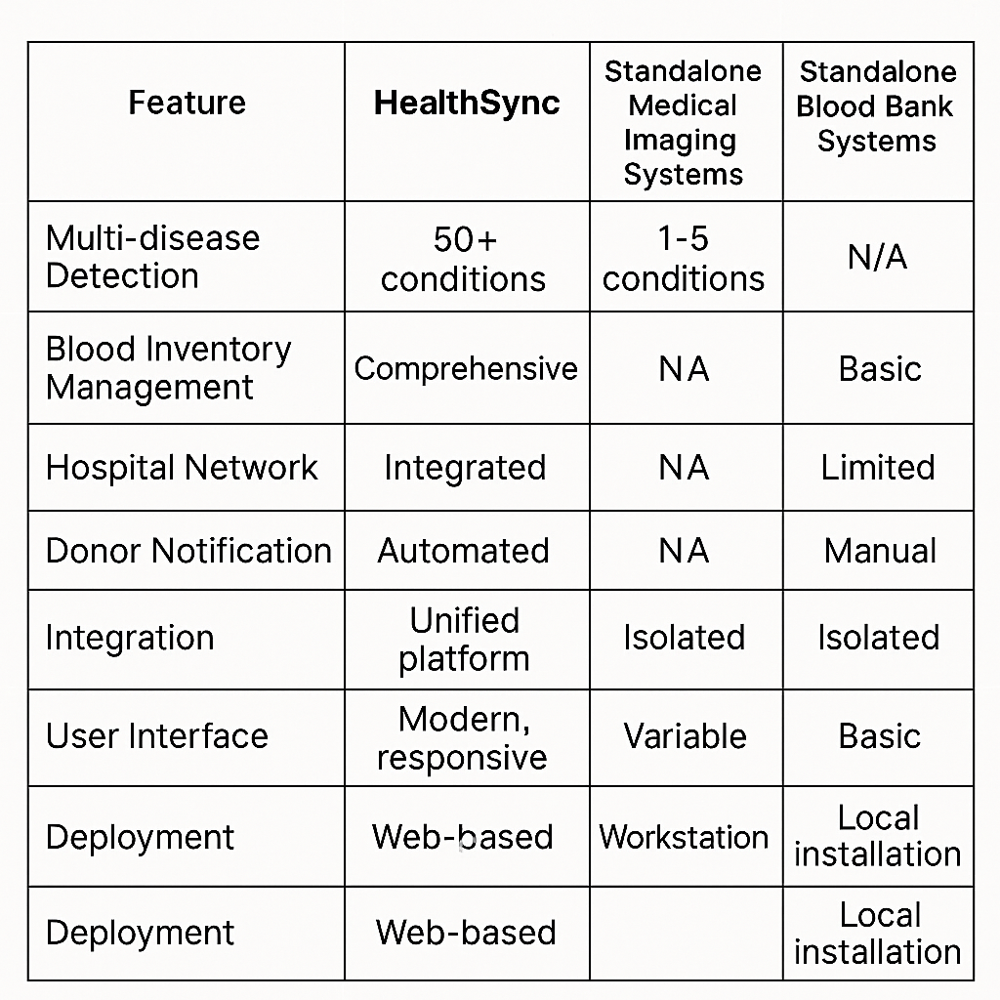 Feature
HealthSync
Standalone
Medical
Imaging
Systems
Standalone
Blood Bank
Systems
Multi-disease
Detection
50+
conditions
1-5
conditions
N/A
Blood Inventory
Management
Comprehensive
NA
Basic
Hospital Network
Integrated
NA
Limited
Donor Notification
Automated
NA
Manual
Integration
Unified
platform
Isolated
Isolated
User Interface
Modern,
responsive
Variable
Basic
Deployment
Web-based
Workstation
Local
installation
Deployment
Web-based
Local
installation